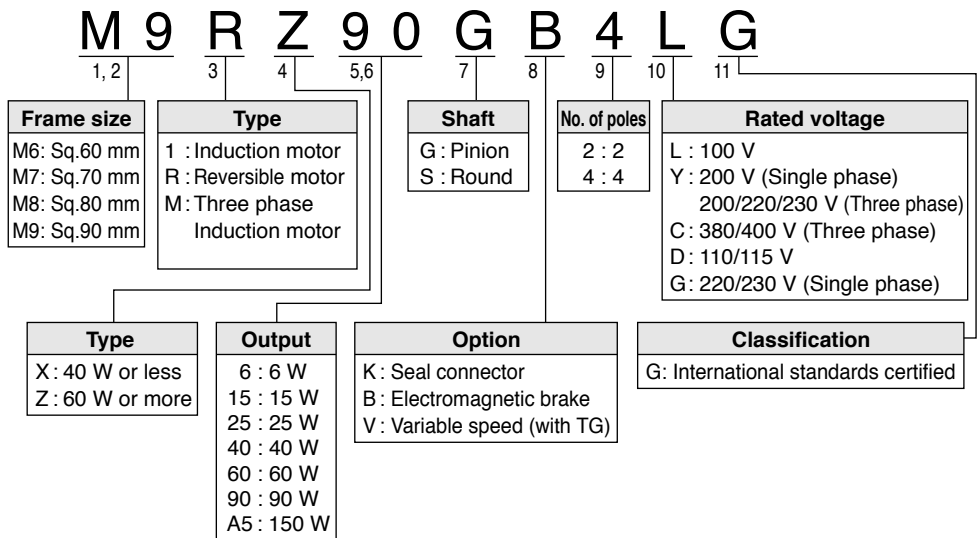 M 9 R Z 9 0 G B 4 L G
1, 2 3 4 5,6 7 8 9 10 11
Frame size
M6: Sq.60 mm
M7: Sq.70 mm
M8: Sq.80 mm
M9: Sq.90 mm
Type
1 : Induction motor
R : Reversible motor
M : Three phase
Induction motor
Shaft
G : Pinion
S : Round
No. of poles
2 : 2
4 : 4
Rated voltage
L : 100 V
Y : 200 V (Single phase)
200/220/230 V (Three phase)
C : 380/400 V (Three phase)
D : 110/115 V
G : 220/230 V (Single phase)
Type
X : 40 W or less
Z : 60 W or more
Output
6 : 6 W
15 : 15 W
25 : 25 W
40 : 40 W
60 : 60 W
90 : 90 W
A5 : 150 W
Option
K : Seal connector
B : Electromagnetic brake
V : Variable speed (with TG)
Classification
G: International standards certified